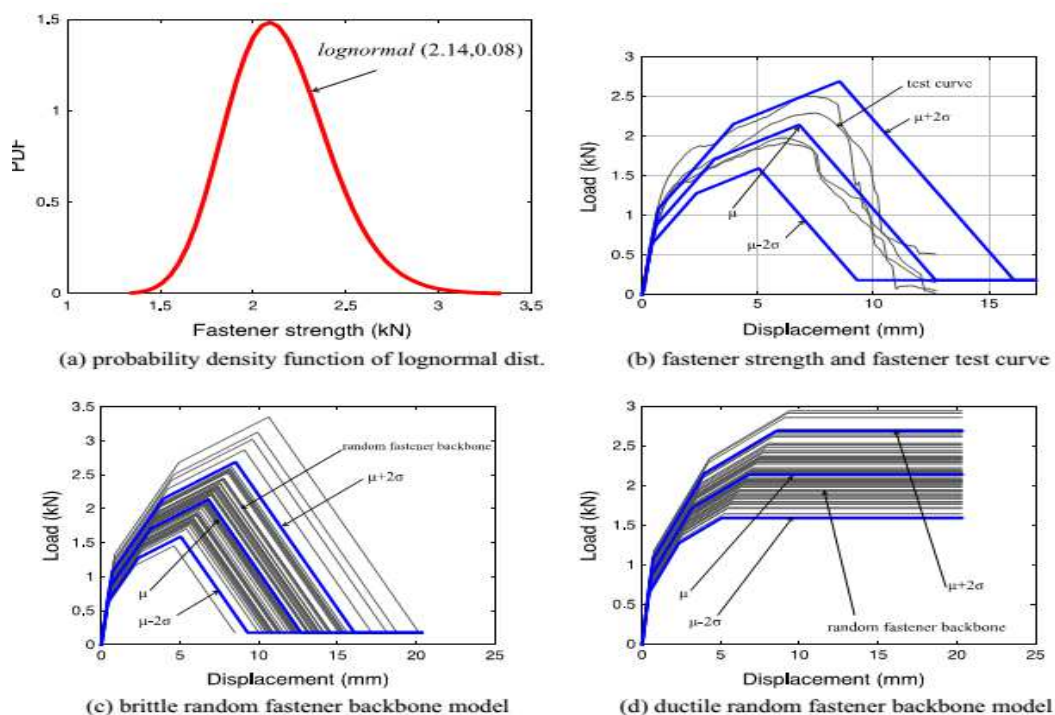 1.5
1
0.5
0
PDF
lognormal (2.14,0.08)
1 1.5 2 2.5 3 3.5
Fastener strength (kN)
(a) probability density function of lognormal dist.
3
2.5
2
1.5
1
0.5
0
Load (kN)
test curve
μ+2σ
μ
μ-2σ
0 5 10 15
Displacement (mm)
(b) fastener strength and fastener test curve
3.5
3
2.5
2
1.5
1
0.5
0
Load (kN)
random fastener backbone
μ+2σ
μ
μ-2σ
0 5 10 15 20 25
Displacement (mm)
(c) brittle random fastener backbone model
3
2.5
2
1.5
1
0.5
0
Load (kN)
μ+2σ
μ
μ-2σ
random fastener backbone
0 5 10 15 20 25
Displacement (mm)
(d) ductile random fastener backbone model